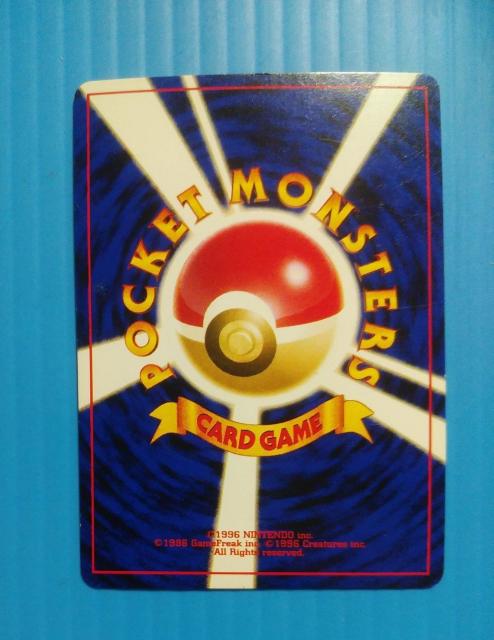 POCKET MONSTERS
CARD GAME
©1996 NINTENDO inc.
©1996 GameFreak inc. ©1996 Creatures inc.
All Rights reserved.